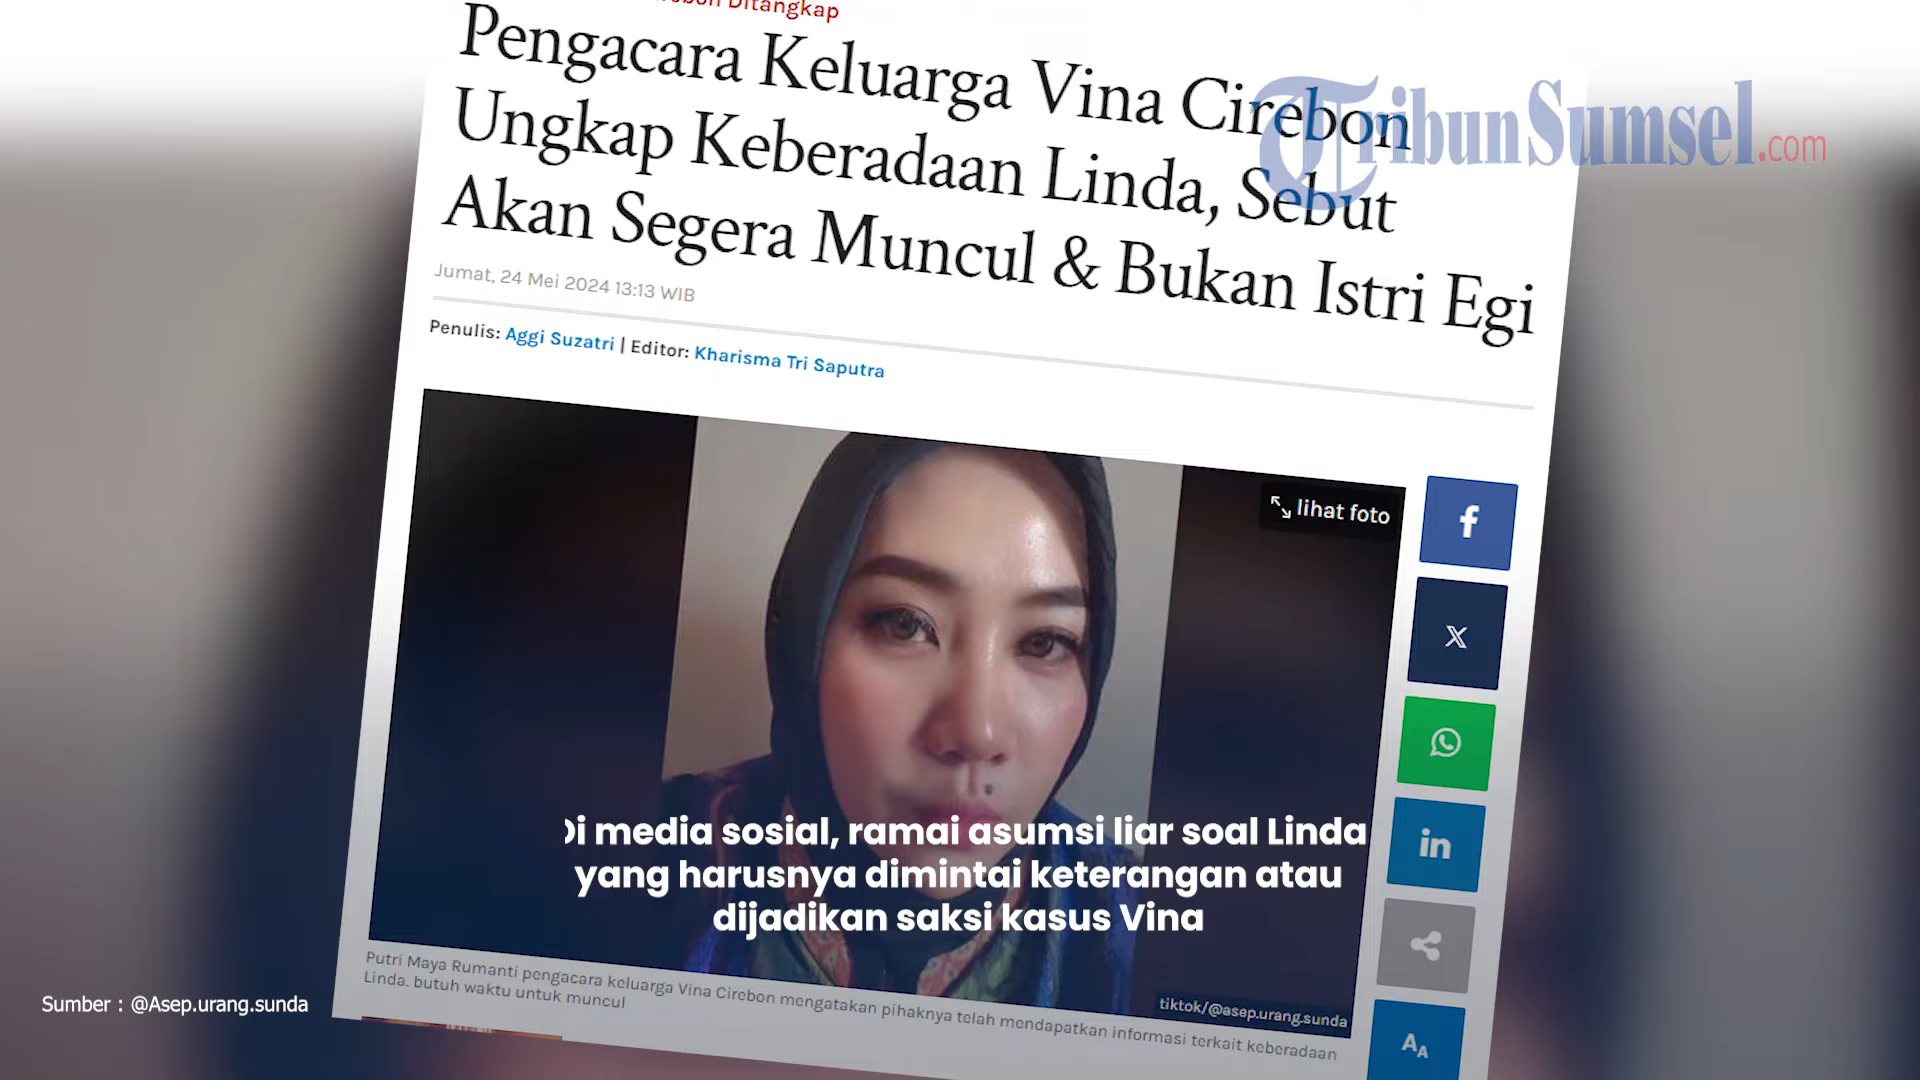 Ditangkap
Pengacara Keluarga Vina Cirebon
Ungkap Keberadaan Linda, Sebut
Akan Segera Muncul & Bukan Istri Egi
TribunSumsel.com
Jumat, 24 Mei 2024 13:13 WIB
Penulis: Aggi Suzatri | Editor: Kharisma Tri Saputra
lihat foto
Di media sosial, ramai asumsi liar soal Linda
yang harusnya dimintai keterangan atau
dijadikan saksi kasus Vina
tiktok/@asep.urang.sunda
Putri Maya Rumanti pengacara keluarga Vina Cirebon mengatakan pihaknya telah mendapatkan informasi terkait keberadaan
Linda. butuh waktu untuk muncul
Sumber : @Asep.urang.sunda
f
X
in
AA